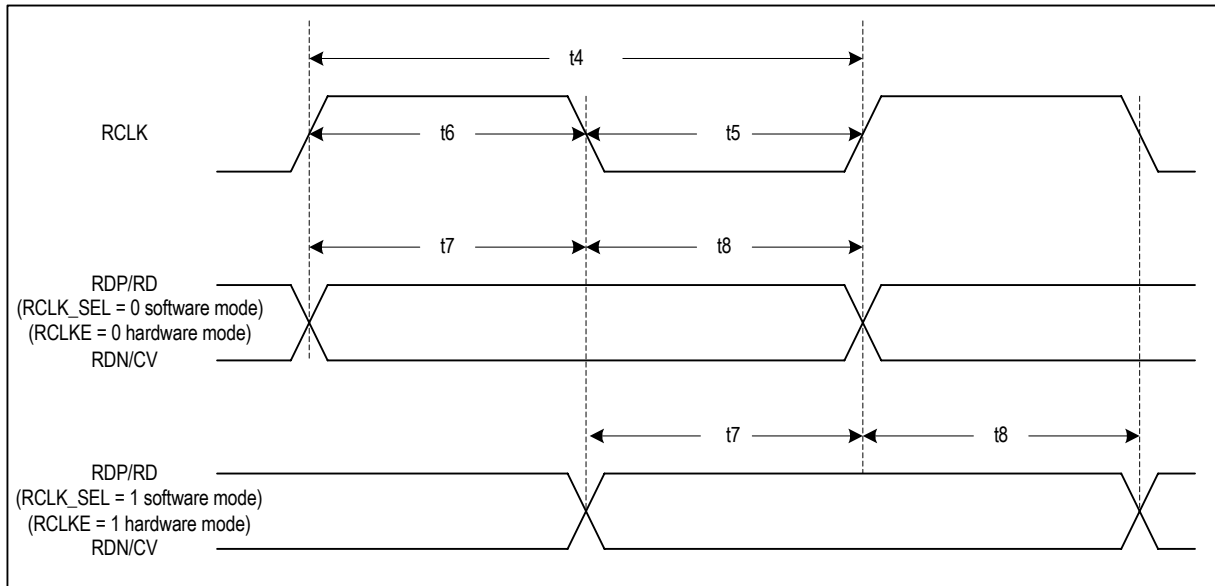 t4
RCLK
t6
t5
t7
t8
RDP/RD
(RCLK_SEL = 0 software mode)
(RCLKE = 0 hardware mode)
RDN/CV
t7
t8
RDP/RD
(RCLK_SEL = 1 software mode)
(RCLKE = 1 hardware mode)
RDN/CV